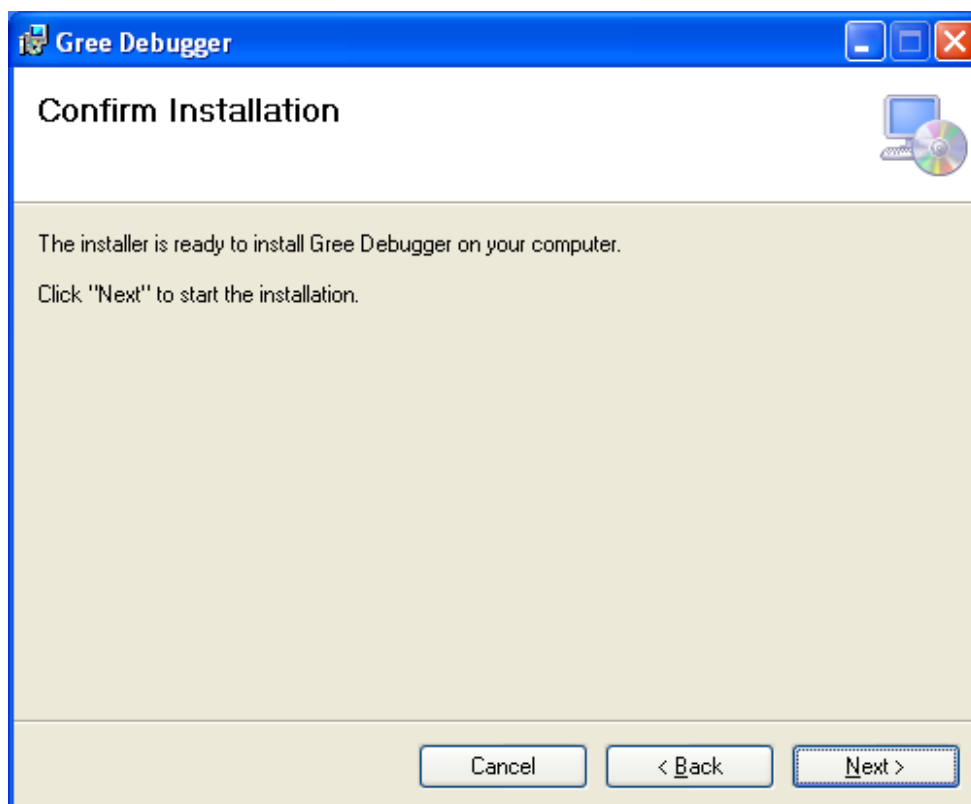 Gree Debugger
Confirm Installation
The installer is ready to install Gree Debugger on your computer.
Click "Next" to start the installation.
Cancel
< Back
Next >